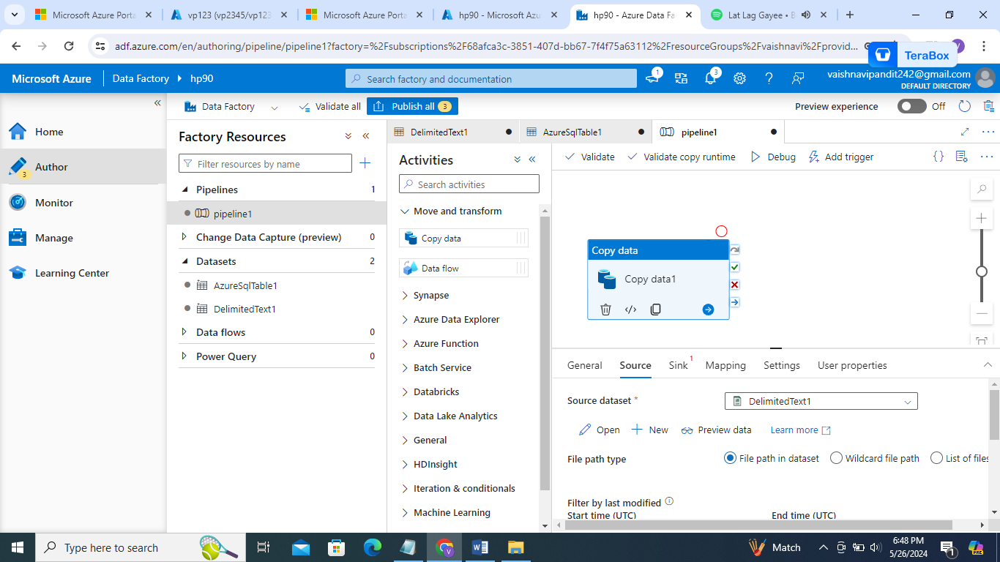 Microsoft Azure Porta
vp123 (vp2345/vp123
Microsoft Azure Porta
hp90 - Microsoft Azu
hp90 - Azure Data Fa
Lat Lag Gayee • B
adf.azure.com/en/authoring/pipeline/pipeline1?factory=%2Fsubscriptions%2F68afca3c-3851-407d-bb67-7f4f75a63112%2FresourceGroups%2Fvaishnavi%2Fprovid...
TeraBox
Microsoft Azure
Data Factory
hp90
Search factory and documentation
1
3
vaishnavipandit242@gmail.com
DEFAULT DIRECTORY
Data Factory
Validate all
Publish all 3
Preview experience
Off
Home
Author
3
Monitor
Manage
Learning Center
Factory Resources
Filter resources by name
Pipelines 1
pipeline1
Change Data Capture (preview) 0
Datasets 2
AzureSqlTable1
DelimitedText1
Data flows 0
Power Query 0
DelimitedText1
AzureSqlTable1
pipeline1
Activities
Search activities
Move and transform
Copy data
Data flow
Synapse
Azure Data Explorer
Azure Function
Batch Service
Databricks
Data Lake Analytics
General
HDInsight
Iteration & conditionals
Machine Learning
Validate
Validate copy runtime
Debug
Add trigger
Copy data
Copy data1
General
Source
Sink 1
Mapping
Settings
User properties
Source dataset *
DelimitedText1
Open
New
Preview data
Learn more
File path type
File path in dataset
Wildcard file path
List of files
Filter by last modified
Start time (UTC)
End time (UTC)
Type here to search
Match
6:48 PM
5/26/2024
1
PRE